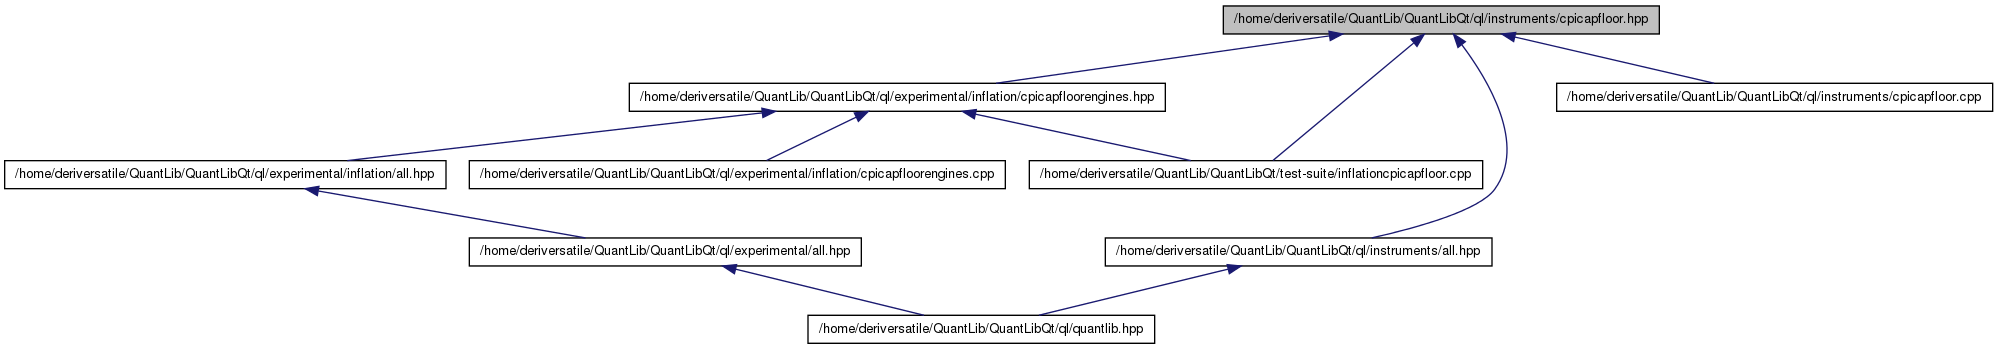 /home/deriversatile/QuantLib/QuantLibQt/ql/instruments/cpicapfloor.hpp
/home/deriversatile/QuantLib/QuantLibQt/ql/experimental/inflation/cpicapfloorengines.hpp
/home/deriversatile/QuantLib/QuantLibQt/ql/instruments/cpicapfloor.cpp
/home/deriversatile/QuantLib/QuantLibQt/ql/experimental/inflation/all.hpp
/home/deriversatile/QuantLib/QuantLibQt/ql/experimental/inflation/cpicapfloorengines.cpp
/home/deriversatile/QuantLib/QuantLibQt/test-suite/inflationcpicapfloor.cpp
/home/deriversatile/QuantLib/QuantLibQt/ql/experimental/all.hpp
/home/deriversatile/QuantLib/QuantLibQt/ql/instruments/all.hpp
/home/deriversatile/QuantLib/QuantLibQt/ql/quantlib.hpp